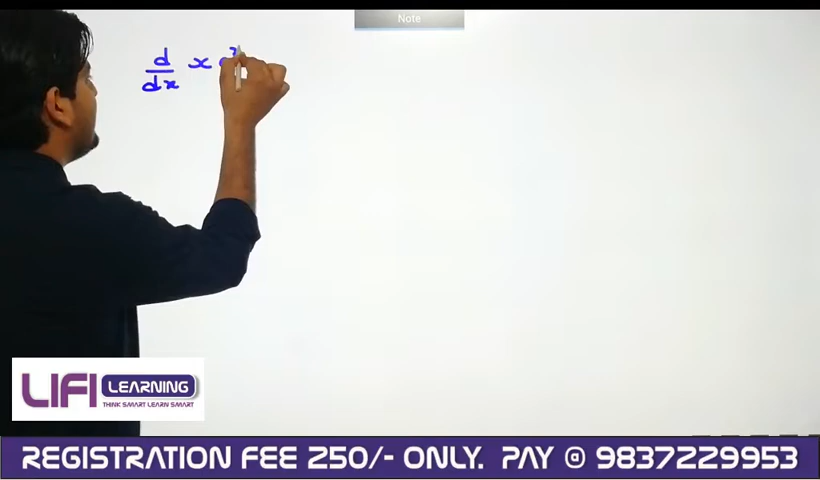 Note
d
dx x
LIFI LEARNING
THINK SMART LEARN SMART
REGISTRATION FEE 250/- ONLY. PAY @ 9837229953